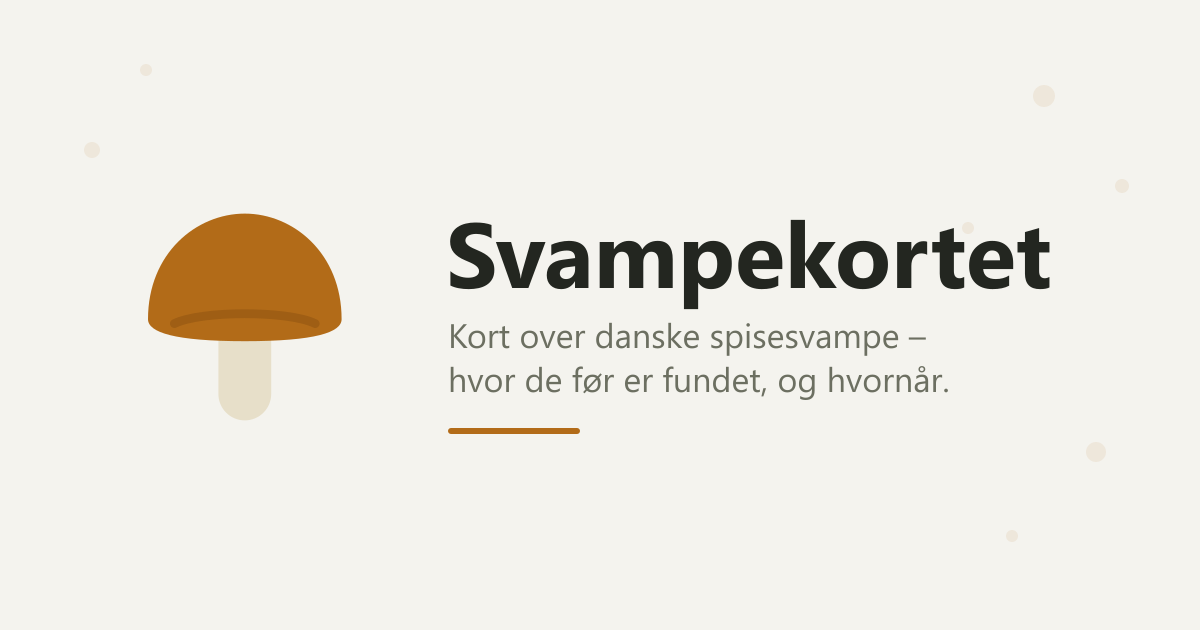 Svampekortet
Kort over danske spisesvampe –
hvor de før er fundet, og hvornår.